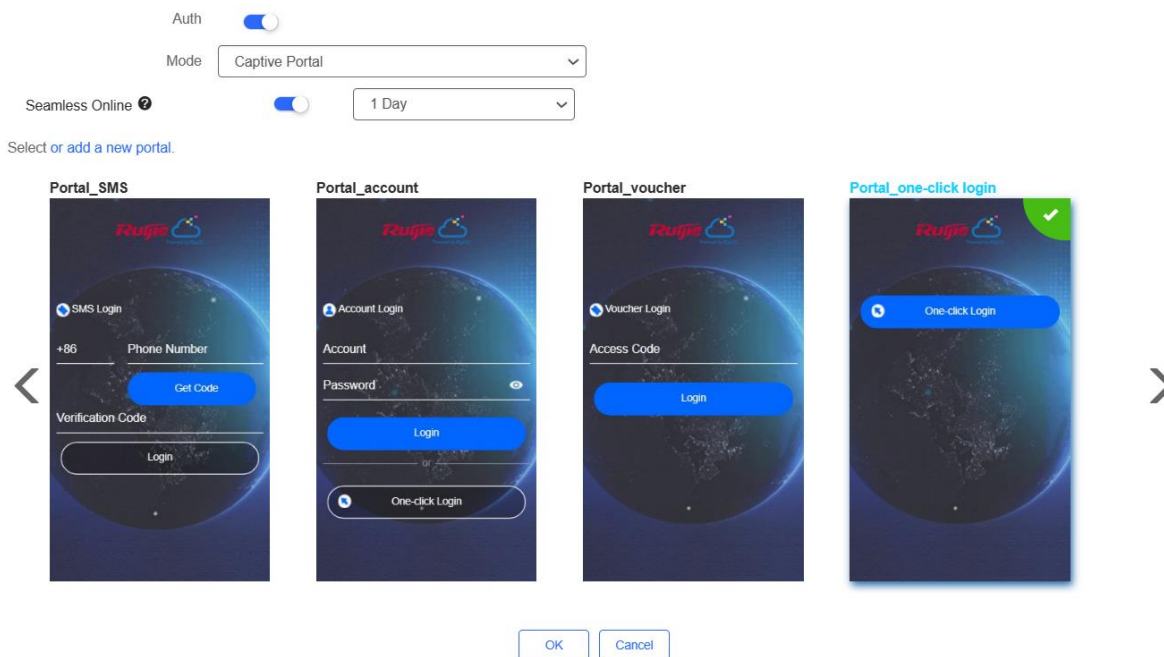 Auth
Mode
Captive Portal
Seamless Online
1 Day
Select or add a new portal.
Portal_SMS
Ruijie
SMS Login
+86
Phone Number
Get Code
Verification Code
Login
Portal_account
Ruijie
Account Login
Account
Password
Login
or
One-click Login
Portal_voucher
Ruijie
Voucher Login
Access Code
Login
Portal_one-click login
Ruijie
One-click Login
OK
Cancel